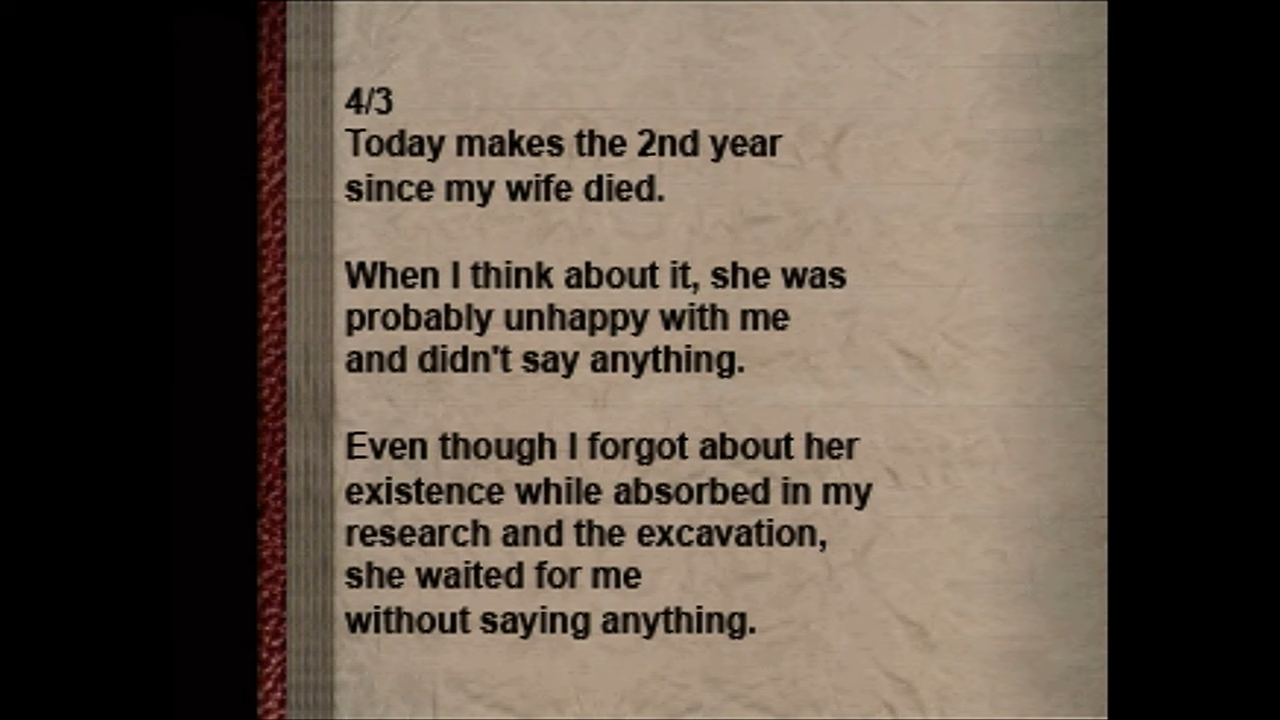 4/3
Today makes the 2nd year
since my wife died.
When I think about it, she was
probably unhappy with me
and didn't say anything.
Even though I forgot about her
existence while absorbed in my
research and the excavation,
she waited for me
without saying anything.